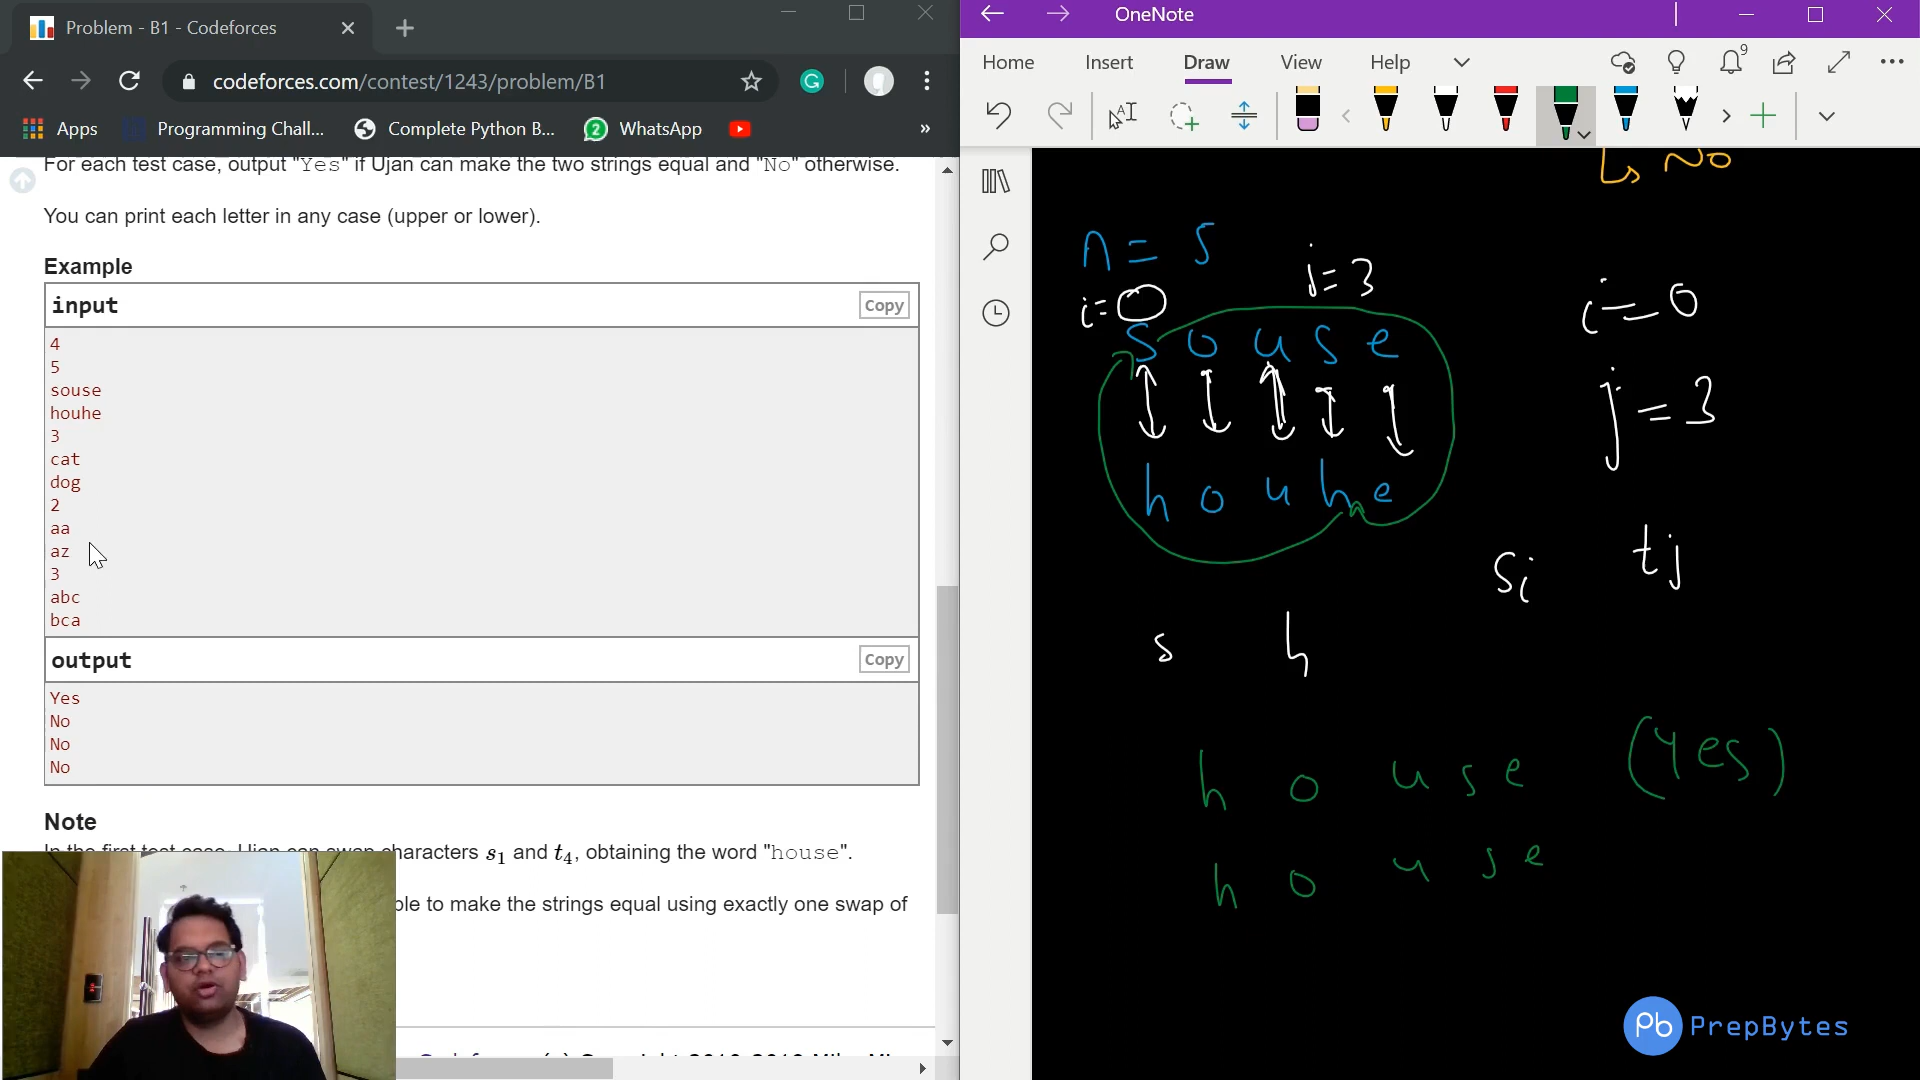 Problem - B1 - Codeforces
codeforces.com/contest/1243/problem/B1
Apps Programming Chall... Complete Python B... 2 WhatsApp »
For each test case, output "Yes" if Ujan can make the two strings equal and "No" otherwise.
You can print each letter in any case (upper or lower).
Example
input Copy
4
5
souse
houhe
3
cat
dog
2
aa
az
3
abc
bca
output Copy
Yes
No
No
No
Note
characters s1 and t4, obtaining the word "house".
ble to make the strings equal using exactly one swap of
OneNote
Home Insert Draw View Help
9
↳ No
n = 5
i=0 j=3
s o u s e
h o u h e
i=0
j=3
si tj
s h
h o u s e (Yes)
h o u s e
Pb PrepBytes